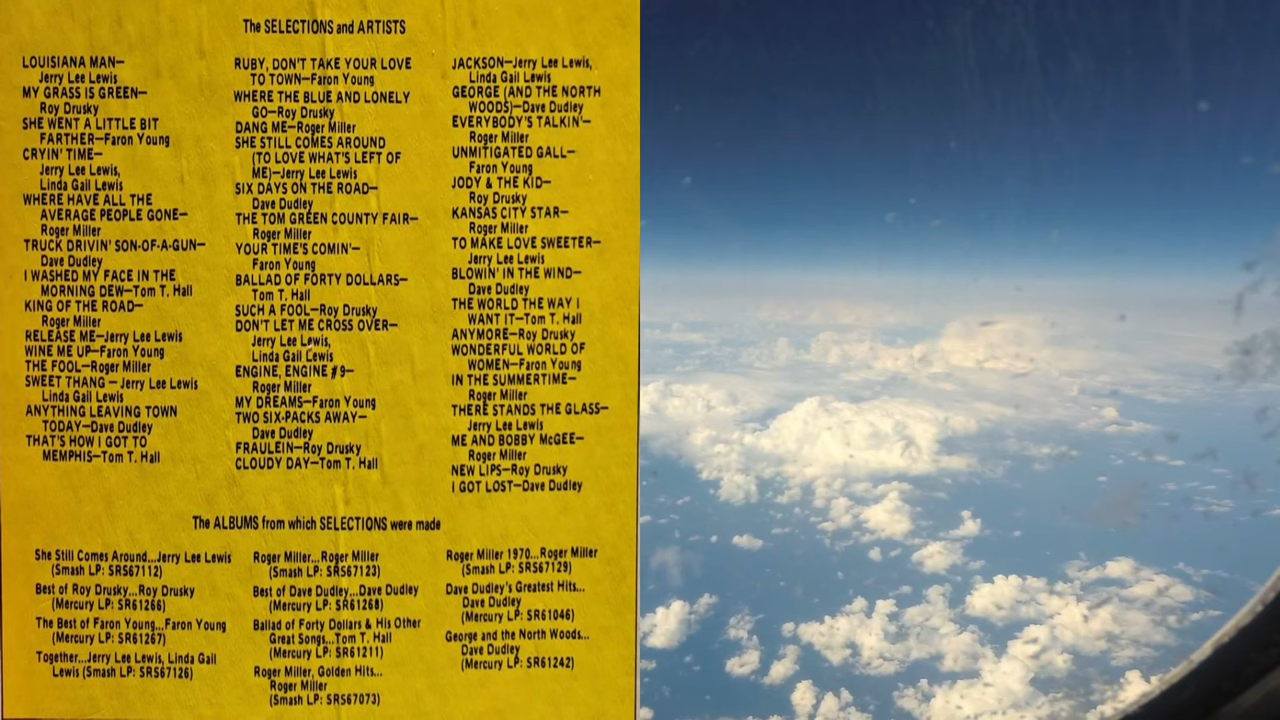 The SELECTIONS and ARTISTS
LOUISIANA MAN—
Jerry Lee Lewis
MY GRASS IS GREEN—
Roy Drusky
SHE WENT A LITTLE BIT
FARTHER—Faron Young
CRYIN' TIME—
Jerry Lee Lewis,
Linda Gail Lewis
WHERE HAVE ALL THE
AVERAGE PEOPLE GONE—
Roger Miller
TRUCK DRIVIN' SON-OF-A-GUN—
Dave Dudley
I WASHED MY FACE IN THE
MORNING DEW—Tom T. Hall
KING OF THE ROAD—
Roger Miller
RELEASE ME—Jerry Lee Lewis
WINE ME UP—Faron Young
THE FOOL—Roger Miller
SWEET THANG — Jerry Lee Lewis
Linda Gail Lewis
ANYTHING LEAVING TOWN
TODAY—Dave Dudley
THAT'S HOW I GOT TO
MEMPHIS—Tom T. Hall
RUBY, DON'T TAKE YOUR LOVE
TO TOWN—Faron Young
WHERE THE BLUE AND LONELY
GO—Roy Drusky
DANG ME—Roger Miller
SHE STILL COMES AROUND
(TO LOVE WHAT'S LEFT OF
ME)—Jerry Lee Lewis
SIX DAYS ON THE ROAD—
Dave Dudley
THE TOM GREEN COUNTY FAIR—
Roger Miller
YOUR TIME'S COMIN'—
Faron Young
BALLAD OF FORTY DOLLARS—
Tom T. Hall
SUCH A FOOL—Roy Drusky
DON'T LET ME CROSS OVER—
Jerry Lee Lewis,
Linda Gail Lewis
ENGINE, ENGINE #9—
Roger Miller
MY DREAMS—Faron Young
TWO SIX-PACKS AWAY—
Dave Dudley
FRAULEIN—Roy Drusky
CLOUDY DAY—Tom T. Hall
JACKSON—Jerry Lee Lewis,
Linda Gail Lewis
GEORGE (AND THE NORTH
WOODS)—Dave Dudley
EVERYBODY'S TALKIN'—
Roger Miller
UNMITIGATED GALL—
Faron Young
JODY & THE KID—
Roy Drusky
KANSAS CITY STAR—
Roger Miller
TO MAKE LOVE SWEETER—
Jerry Lee Lewis
BLOWIN' IN THE WIND—
Dave Dudley
THE WORLD THE WAY I
WANT IT—Tom T. Hall
ANYMORE—Roy Drusky
WONDERFUL WORLD OF
WOMEN—Faron Young
IN THE SUMMERTIME—
Roger Miller
THERE STANDS THE GLASS—
Jerry Lee Lewis
ME AND BOBBY McGEE—
Roger Miller
NEW LIPS—Roy Drusky
I GOT LOST—Dave Dudley
The ALBUMS from which SELECTIONS were made
She Still Comes Around...Jerry Lee Lewis
(Smash LP: SRS67112)
Best of Roy Drusky...Roy Drusky
(Mercury LP: SR61266)
The Best of Faron Young...Faron Young
(Mercury LP: SR61267)
Together...Jerry Lee Lewis, Linda Gail
Lewis (Smash LP: SRS67126)
Roger Miller...Roger Miller
(Smash LP: SRS67123)
Best of Dave Dudley...Dave Dudley
(Mercury LP: SR61268)
Ballad of Forty Dollars & His Other
Great Songs...Tom T. Hall
(Mercury LP: SR61211)
Roger Miller, Golden Hits...
Roger Miller
(Smash LP: SRS67073)
Roger Miller 1970...Roger Miller
(Smash LP: SRS67129)
Dave Dudley's Greatest Hits...
Dave Dudley
(Mercury LP: SR61046)
George and the North Woods...
Dave Dudley
(Mercury LP: SR61242)